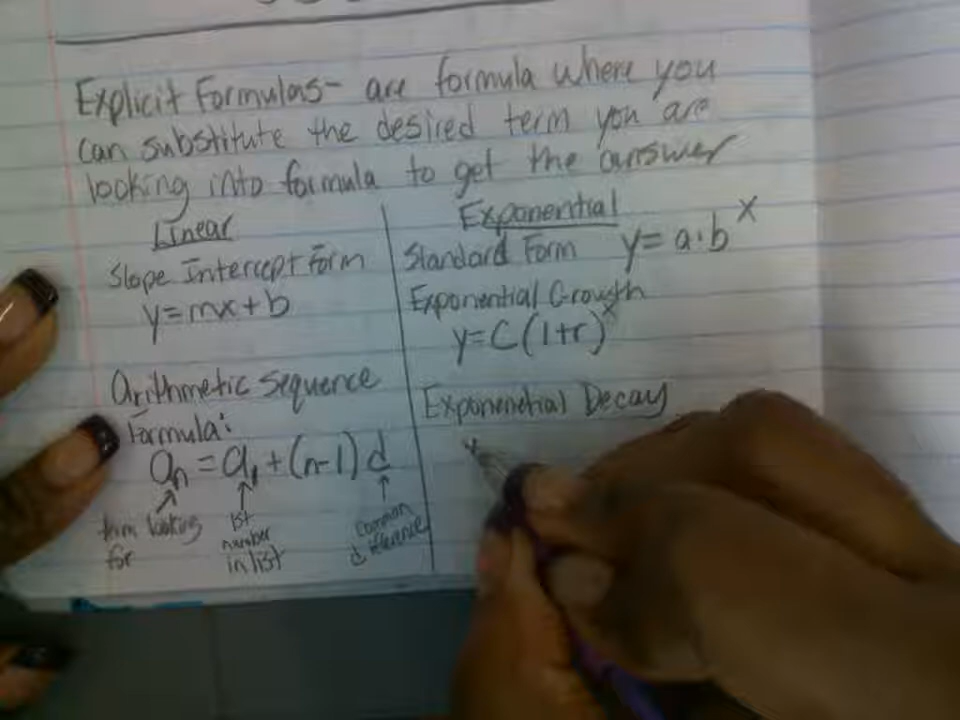 Explicit Formulas- are formula where you
can substitute the desired term you are
looking into formula to get the answer
Linear
Slope Intercept Form
y=mx+b
Arithmetic Sequence
Formula:
aₙ = a₁ + (n-1)d
term looking
for
1st
number
in list
common
difference
Exponential
Standard Form y= a·bˣ
Exponential Growth
y=C(1+r)ˣ
Exponenetial Decay